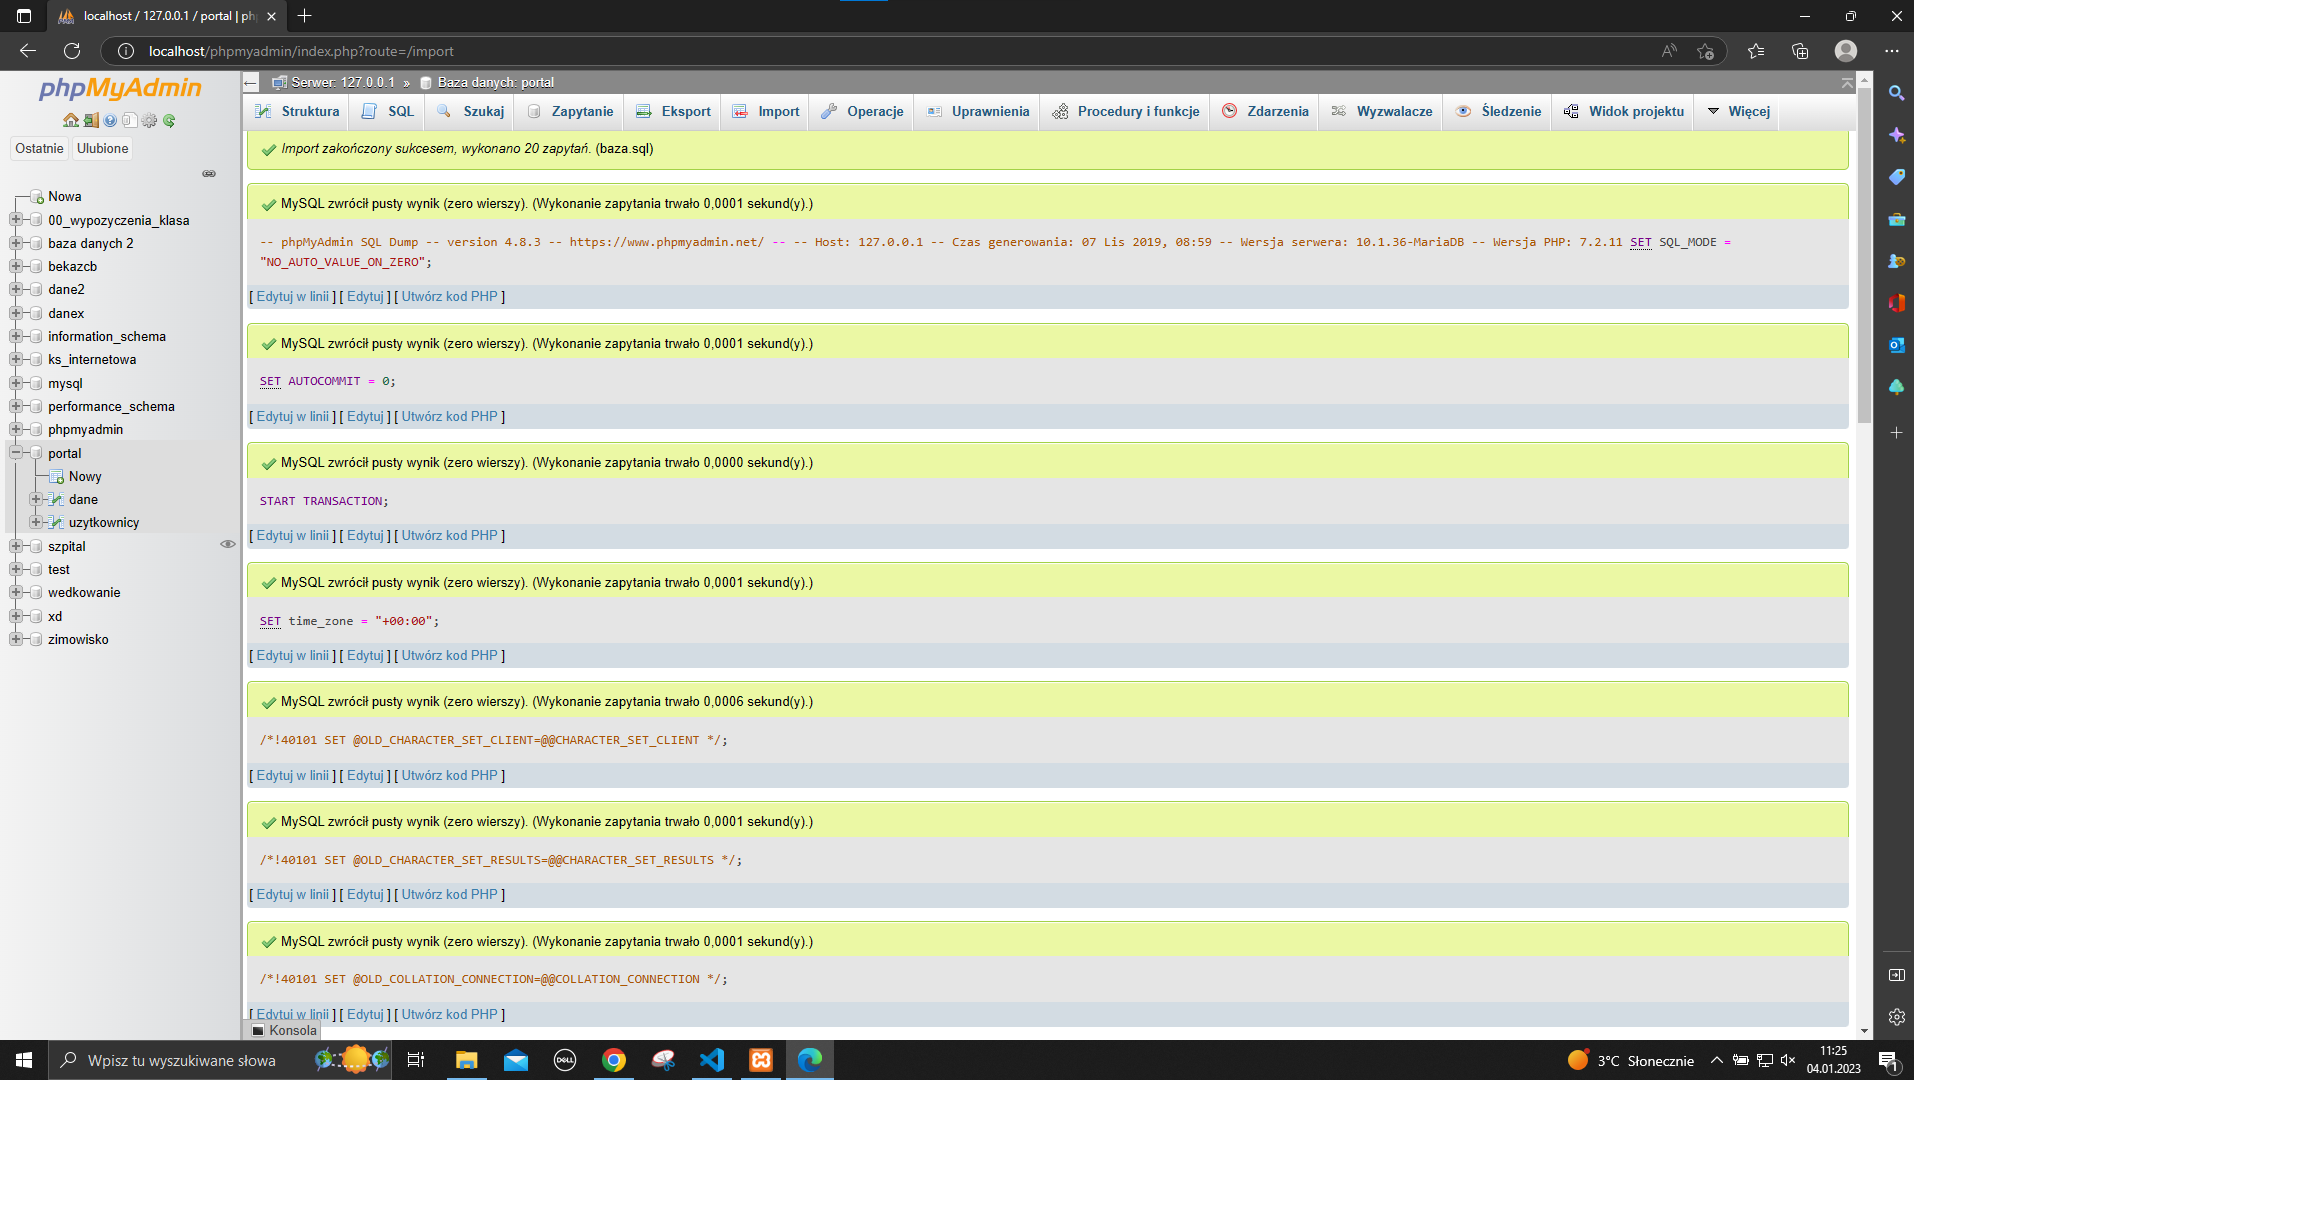 localhost / 127.0.0.1 / portal | ph
localhost/phpmyadmin/index.php?route=/import
phpMyAdmin
Ostatnie Ulubione
Nowa
00_wypozyczenia_klasa
baza danych 2
bekazcb
dane2
danex
information_schema
ks_internetowa
mysql
performance_schema
phpmyadmin
portal
Nowy
dane
uzytkownicy
szpital
test
wedkowanie
xd
zimowisko
Serwer: 127.0.0.1 » Baza danych: portal
Struktura SQL Szukaj Zapytanie Eksport Import Operacje Uprawnienia Procedury i funkcje Zdarzenia Wyzwalacze Śledzenie Widok projektu Więcej
Import zakończony sukcesem, wykonano 20 zapytań. (baza.sql)
MySQL zwrócił pusty wynik (zero wierszy). (Wykonanie zapytania trwało 0,0001 sekund(y).)
-- phpMyAdmin SQL Dump -- version 4.8.3 -- https://www.phpmyadmin.net/ -- -- Host: 127.0.0.1 -- Czas generowania: 07 Lis 2019, 08:59 -- Wersja serwera: 10.1.36-MariaDB -- Wersja PHP: 7.2.11 SET SQL_MODE =
"NO_AUTO_VALUE_ON_ZERO";
[ Edytuj w linii ] [ Edytuj ] [ Utwórz kod PHP ]
MySQL zwrócił pusty wynik (zero wierszy). (Wykonanie zapytania trwało 0,0001 sekund(y).)
SET AUTOCOMMIT = 0;
[ Edytuj w linii ] [ Edytuj ] [ Utwórz kod PHP ]
MySQL zwrócił pusty wynik (zero wierszy). (Wykonanie zapytania trwało 0,0000 sekund(y).)
START TRANSACTION;
[ Edytuj w linii ] [ Edytuj ] [ Utwórz kod PHP ]
MySQL zwrócił pusty wynik (zero wierszy). (Wykonanie zapytania trwało 0,0001 sekund(y).)
SET time_zone = "+00:00";
[ Edytuj w linii ] [ Edytuj ] [ Utwórz kod PHP ]
MySQL zwrócił pusty wynik (zero wierszy). (Wykonanie zapytania trwało 0,0006 sekund(y).)
/*!40101 SET @OLD_CHARACTER_SET_CLIENT=@@CHARACTER_SET_CLIENT */;
[ Edytuj w linii ] [ Edytuj ] [ Utwórz kod PHP ]
MySQL zwrócił pusty wynik (zero wierszy). (Wykonanie zapytania trwało 0,0001 sekund(y).)
/*!40101 SET @OLD_CHARACTER_SET_RESULTS=@@CHARACTER_SET_RESULTS */;
[ Edytuj w linii ] [ Edytuj ] [ Utwórz kod PHP ]
MySQL zwrócił pusty wynik (zero wierszy). (Wykonanie zapytania trwało 0,0001 sekund(y).)
/*!40101 SET @OLD_COLLATION_CONNECTION=@@COLLATION_CONNECTION */;
[ Edytuj w linii ] [ Edytuj ] [ Utwórz kod PHP ]
Konsola
Wpisz tu wyszukiwane słowa
DELL
3°C Słonecznie
11:25
04.01.2023
1